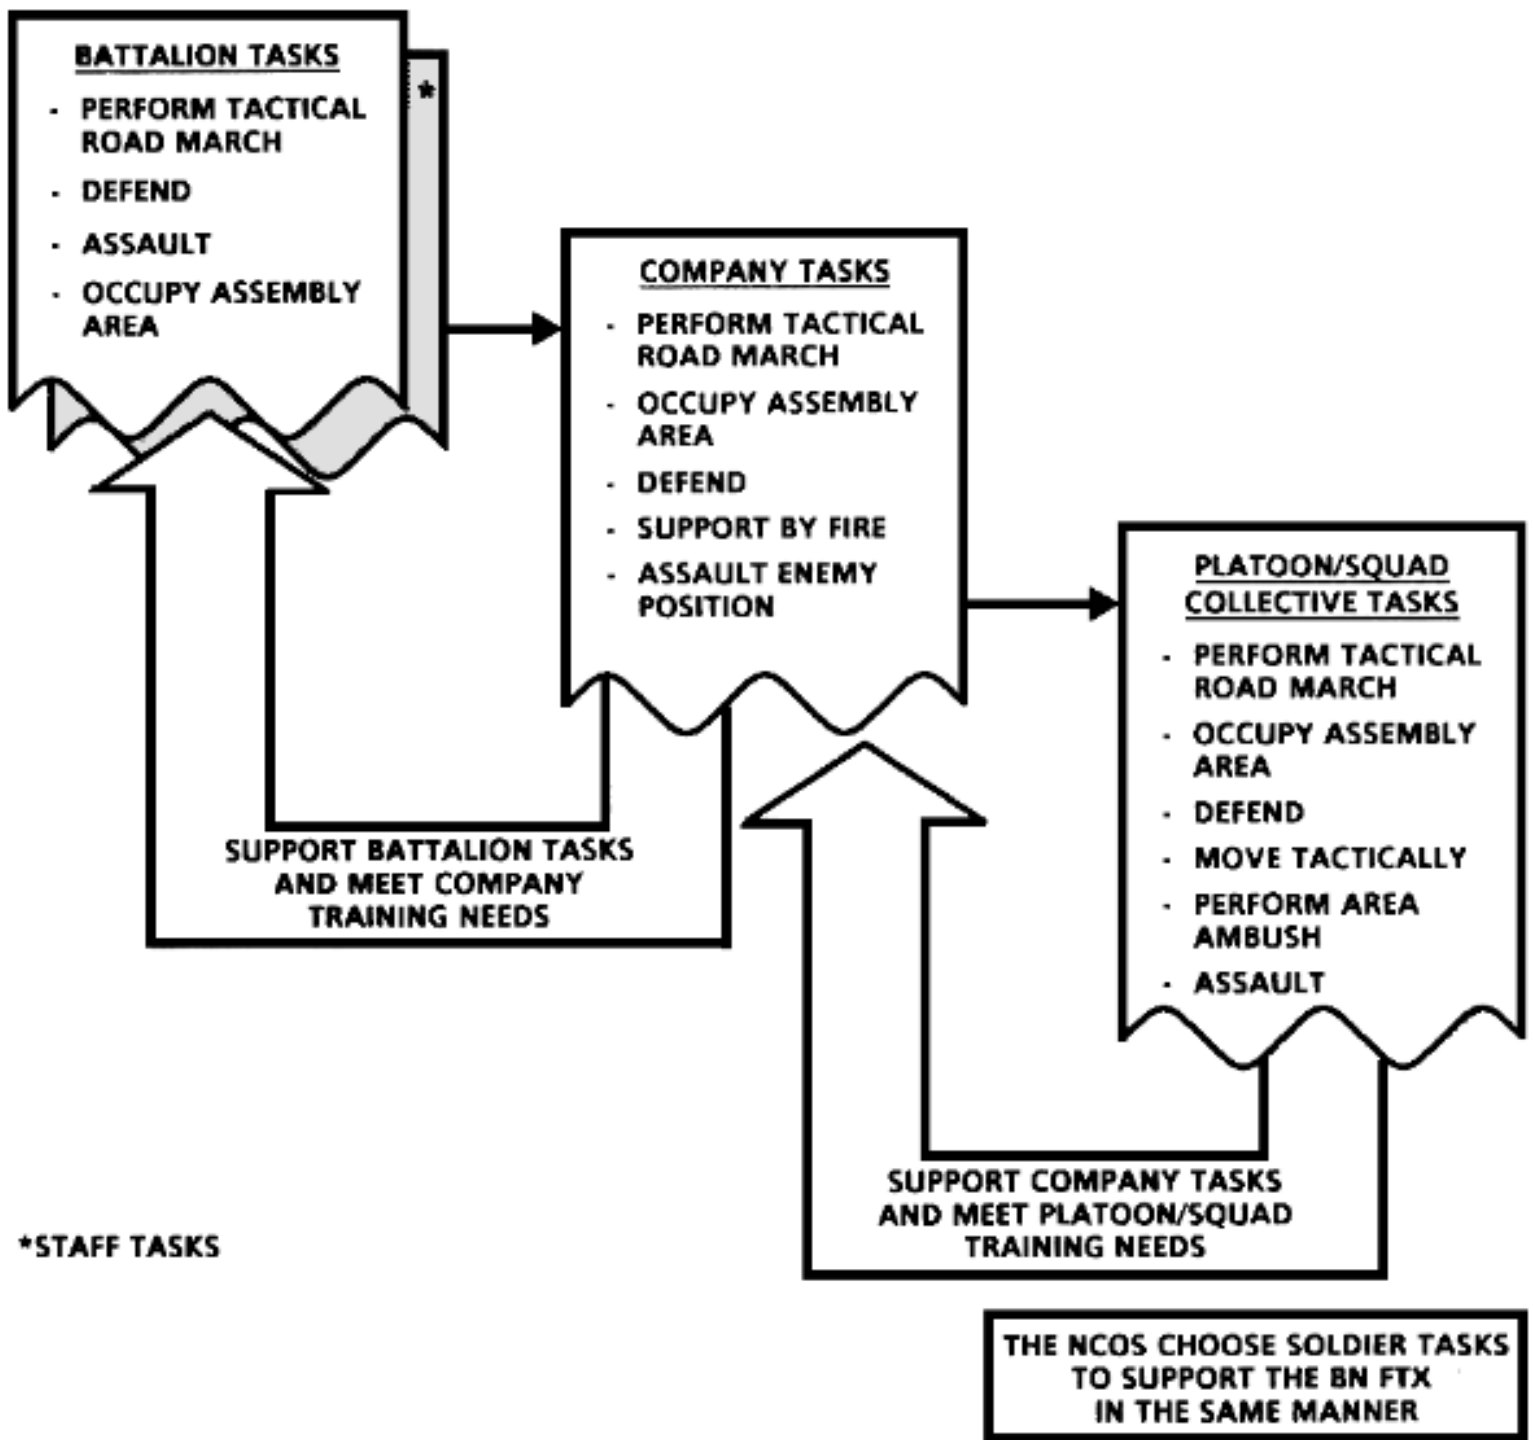 BATTALION TASKS
*
- PERFORM TACTICAL
ROAD MARCH
- DEFEND
- ASSAULT
- OCCUPY ASSEMBLY
AREA
COMPANY TASKS
- PERFORM TACTICAL
ROAD MARCH
- OCCUPY ASSEMBLY
AREA
- DEFEND
- SUPPORT BY FIRE
- ASSAULT ENEMY
POSITION
PLATOON/SQUAD
COLLECTIVE TASKS
- PERFORM TACTICAL
ROAD MARCH
- OCCUPY ASSEMBLY
AREA
- DEFEND
- MOVE TACTICALLY
- PERFORM AREA
AMBUSH
- ASSAULT
SUPPORT BATTALION TASKS
AND MEET COMPANY
TRAINING NEEDS
SUPPORT COMPANY TASKS
AND MEET PLATOON/SQUAD
TRAINING NEEDS
*STAFF TASKS
THE NCOS CHOOSE SOLDIER TASKS
TO SUPPORT THE BN FTX
IN THE SAME MANNER